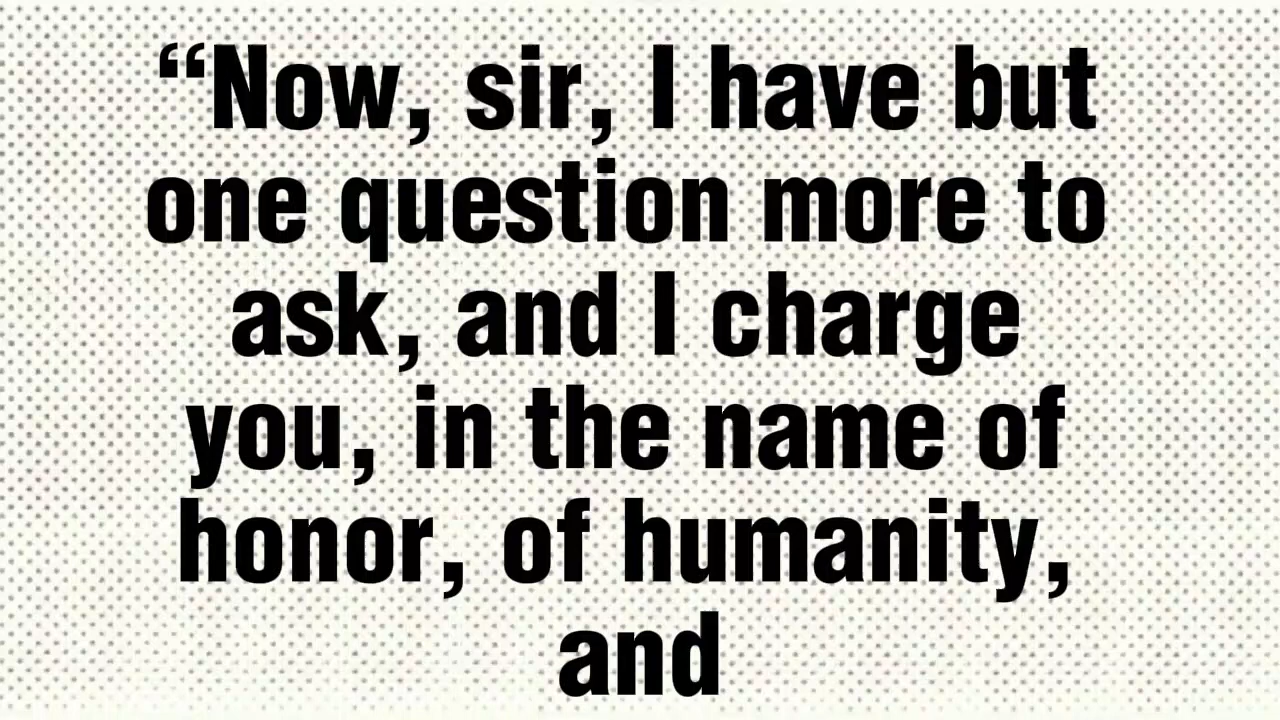 “Now, sir, I have but
one question more to
ask, and I charge
you, in the name of
honor, of humanity,
and